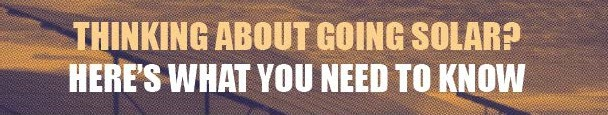 THINKING ABOUT GOING SOLAR?
HERE'S WHAT YOU NEED TO KNOW